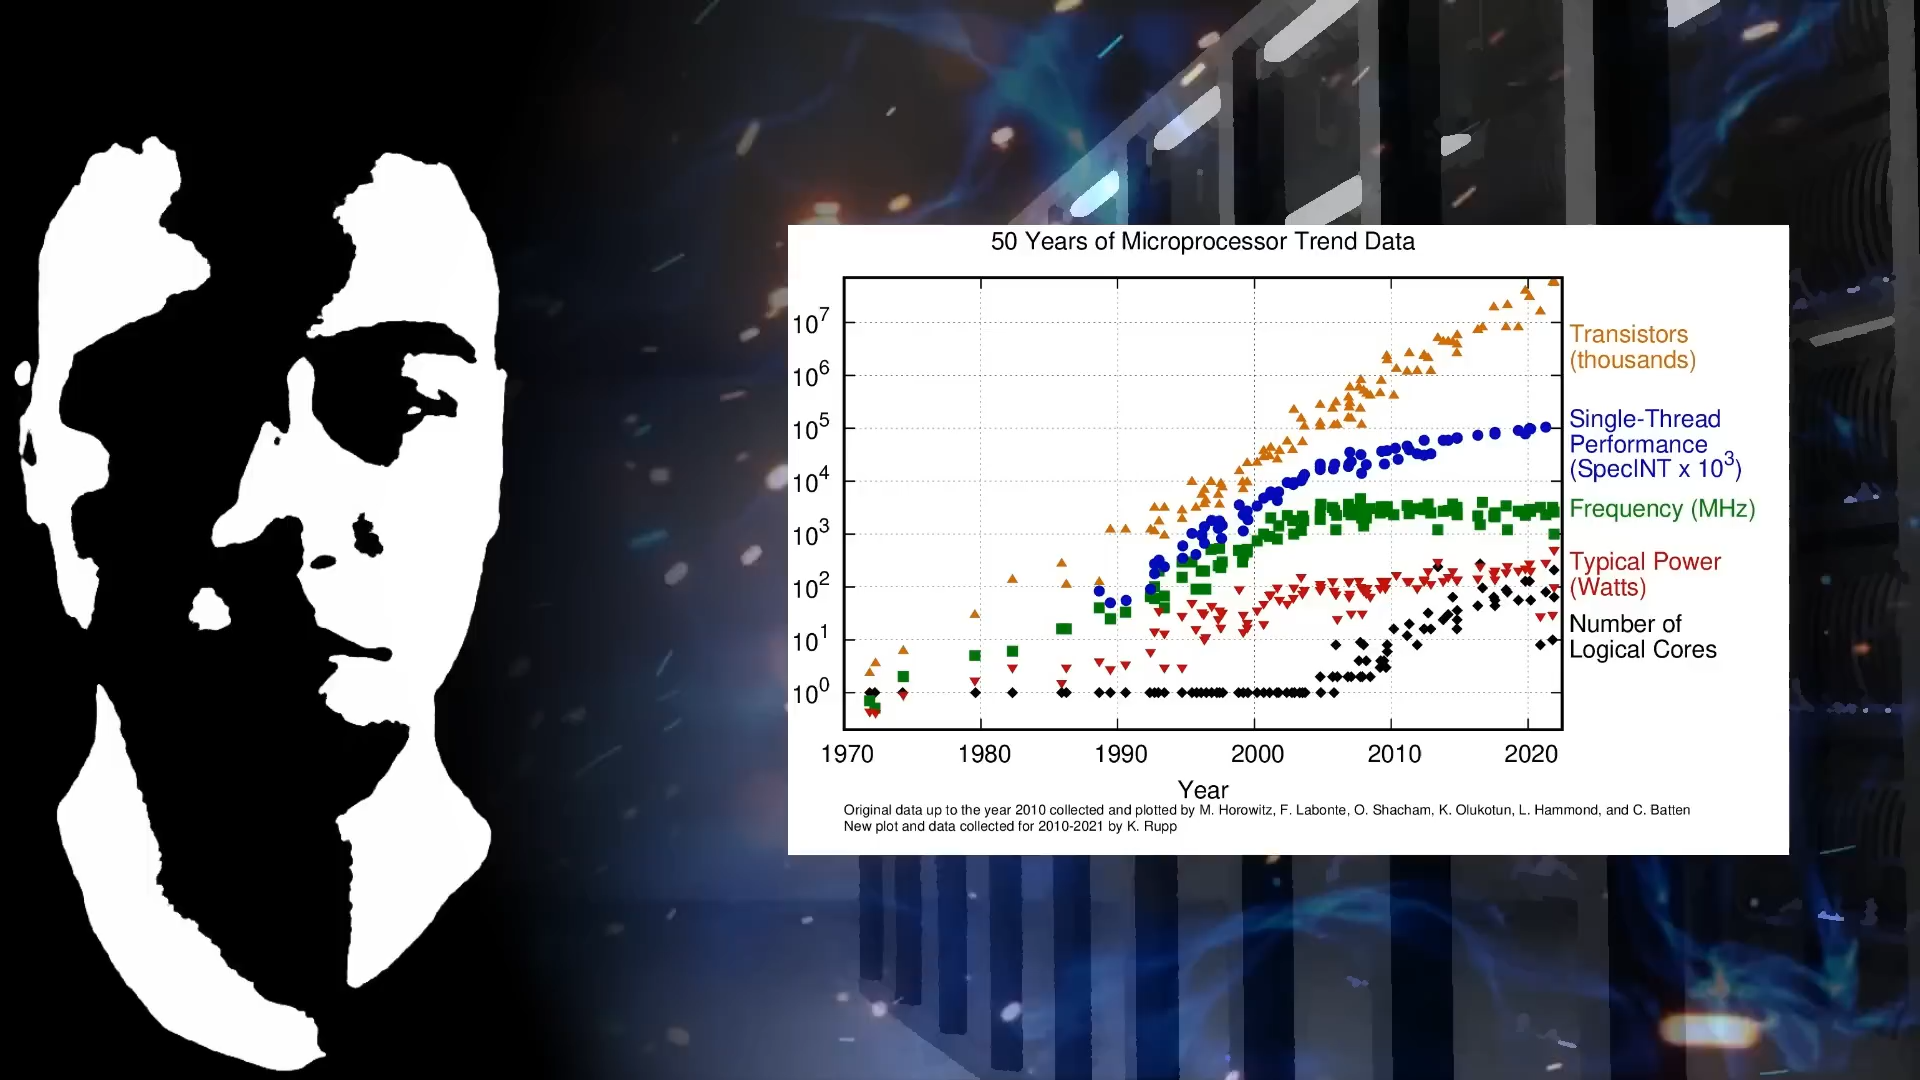 50 Years of Microprocessor Trend Data
10^7
10^6
10^5
10^4
10^3
10^2
10^1
10^0
Transistors
(thousands)
Single-Thread
Performance
(SpecINT x 10^3)
Frequency (MHz)
Typical Power
(Watts)
Number of
Logical Cores
1970 1980 1990 2000 2010 2020
Year
Original data up to the year 2010 collected and plotted by M. Horowitz, F. Labonte, O. Shacham, K. Olukotun, L. Hammond, and C. Batten
New plot and data collected for 2010-2021 by K. Rupp